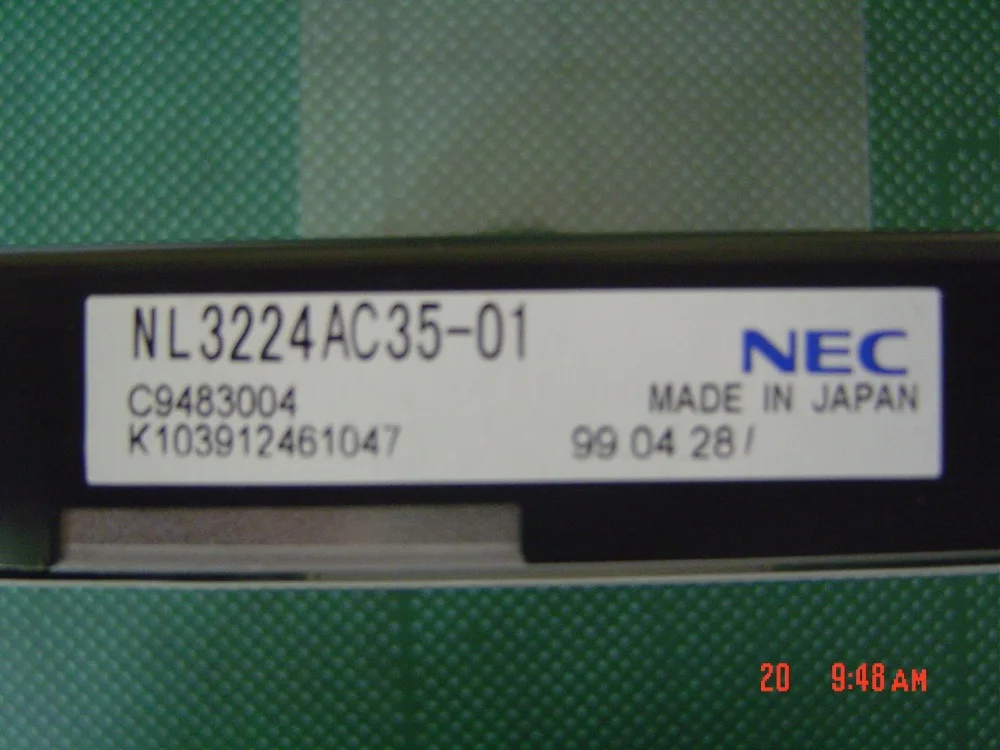 NL3224AC35-01
NEC
C9483004
MADE IN JAPAN
K103912461047
99 04 28 /
20 9:48 AM